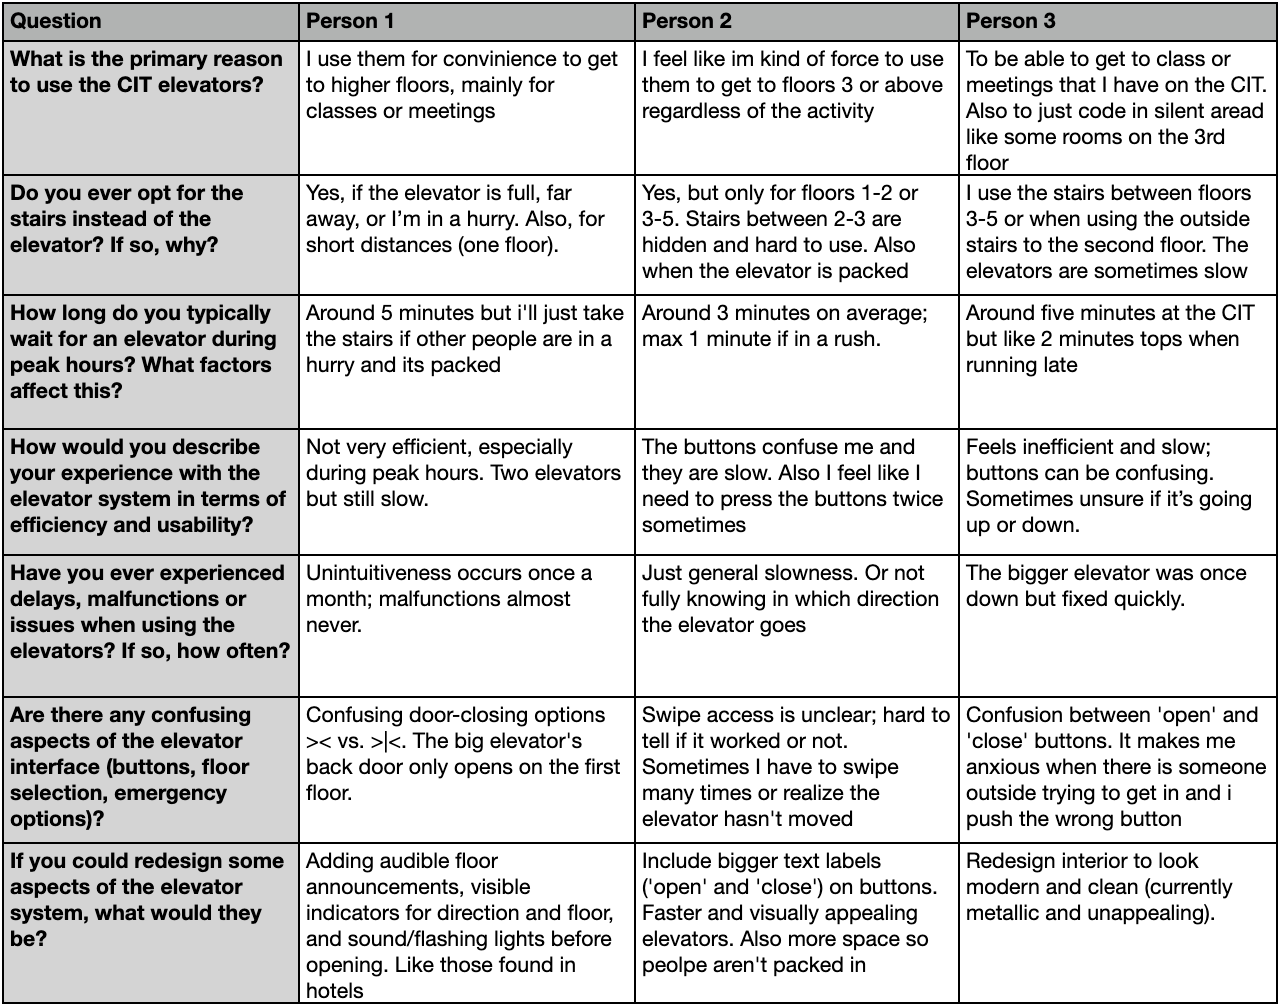 Question
Person 1
Person 2
Person 3
What is the primary reason
to use the CIT elevators?
I use them for convinience to get
to higher floors, mainly for
classes or meetings
I feel like im kind of force to use
them to get to floors 3 or above
regardless of the activity
To be able to get to class or
meetings that I have on the CIT.
Also to just code in silent aread
like some rooms on the 3rd
floor
Do you ever opt for the
stairs instead of the
elevator? If so, why?
Yes, if the elevator is full, far
away, or I’m in a hurry. Also, for
short distances (one floor).
Yes, but only for floors 1-2 or
3-5. Stairs between 2-3 are
hidden and hard to use. Also
when the elevator is packed
I use the stairs between floors
3-5 or when using the outside
stairs to the second floor. The
elevators are sometimes slow
How long do you typically
wait for an elevator during
peak hours? What factors
affect this?
Around 5 minutes but i'll just take
the stairs if other people are in a
hurry and its packed
Around 3 minutes on average;
max 1 minute if in a rush.
Around five minutes at the CIT
but like 2 minutes tops when
running late
How would you describe
your experience with the
elevator system in terms of
efficiency and usability?
Not very efficient, especially
during peak hours. Two elevators
but still slow.
The buttons confuse me and
they are slow. Also I feel like I
need to press the buttons twice
sometimes
Feels inefficient and slow;
buttons can be confusing.
Sometimes unsure if it’s going
up or down.
Have you ever experienced
delays, malfunctions or
issues when using the
elevators? If so, how often?
Unintuitiveness occurs once a
month; malfunctions almost
never.
Just general slowness. Or not
fully knowing in which direction
the elevator goes
The bigger elevator was once
down but fixed quickly.
Are there any confusing
aspects of the elevator
interface (buttons, floor
selection, emergency
options)?
Confusing door-closing options
>< vs. >|<. The big elevator's
back door only opens on the first
floor.
Swipe access is unclear; hard to
tell if it worked or not.
Sometimes I have to swipe
many times or realize the
elevator hasn't moved
Confusion between 'open' and
'close' buttons. It makes me
anxious when there is someone
outside trying to get in and i
push the wrong button
If you could redesign some
aspects of the elevator
system, what would they
be?
Adding audible floor
announcements, visible
indicators for direction and floor,
and sound/flashing lights before
opening. Like those found in
hotels
Include bigger text labels
('open' and 'close') on buttons.
Faster and visually appealing
elevators. Also more space so
peolpe aren't packed in
Redesign interior to look
modern and clean (currently
metallic and unappealing).